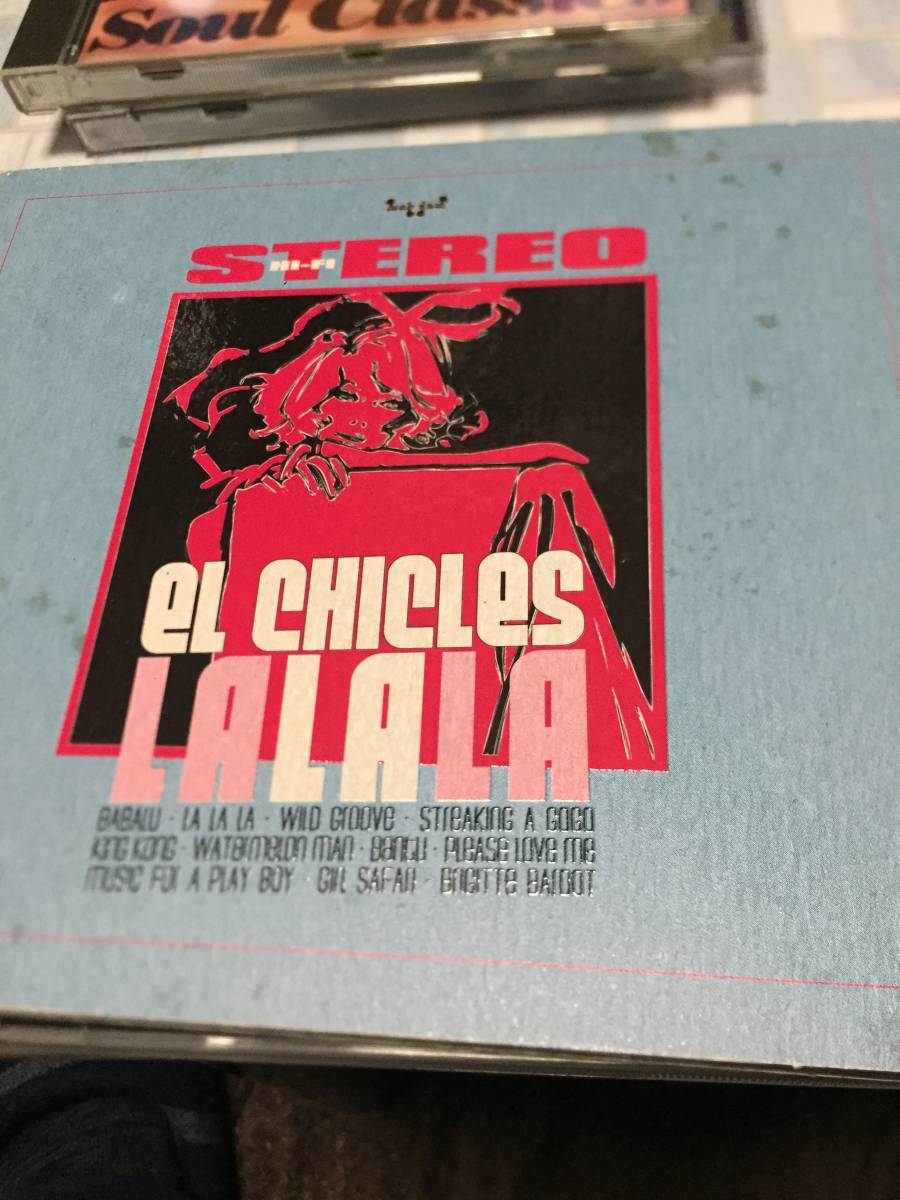 Soul Classics
STEREO
HI-FI
eL CHICLES
LALALA
BABALU · LA LA LA · WILD GROOVE · STREAKING A GOGO
KING KONG · WATERMELON MAN · BANTU · PLEASE LOVE ME
MUSIC FOR A PLAY BOY · GIRL SAFARI · BRIGITTE BARDOT